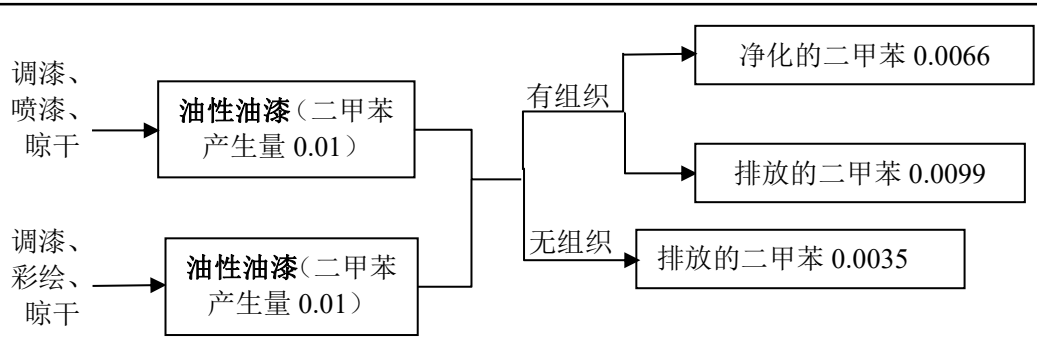 调漆、
喷漆、
晾干
油性油漆（二甲苯
产生量 0.01）
调漆、
彩绘、
晾干
油性油漆（二甲苯
产生量 0.01）
有组织
净化的二甲苯 0.0066
排放的二甲苯 0.0099
无组织
排放的二甲苯 0.0035